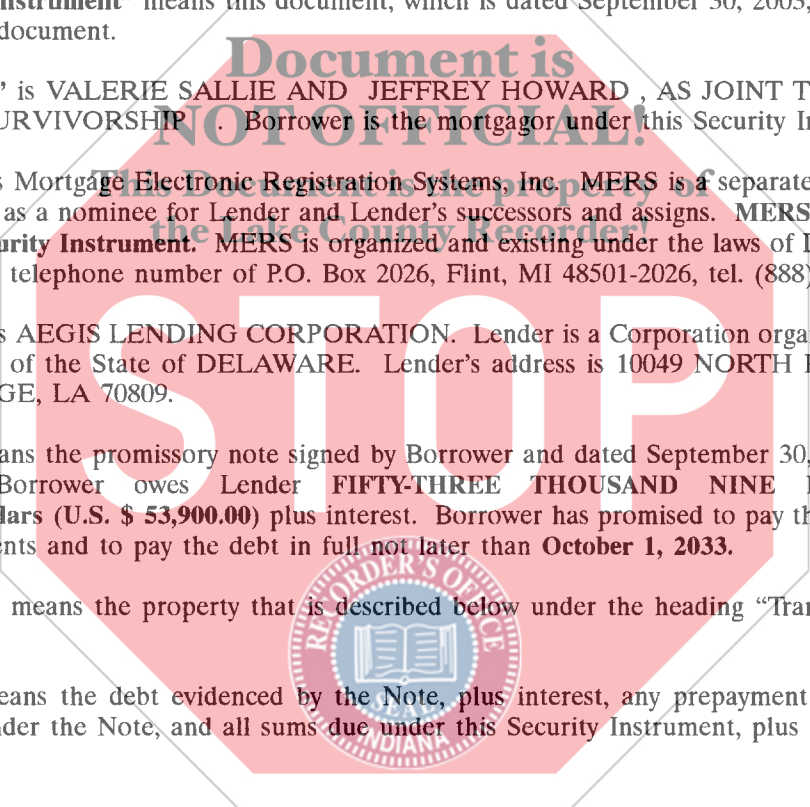 nstrument" means this document, which is dated September 30, 2003,
document.
Document is
" is VALERIE SALLIE AND JEFFREY HOWARD , AS JOINT T
URVIVORSHIP . Borrower is the mortgagor under this Security In
NOT OFFICIAL!
s Mortgage Electronic Registration Systems, Inc. MERS is a separate
This Document is the property of
as a nominee for Lender and Lender's successors and assigns. MERS
the Lake County Recorder!
urity Instrument. MERS is organized and existing under the laws of D
telephone number of P.O. Box 2026, Flint, MI 48501-2026, tel. (888)
STOP
s AEGIS LENDING CORPORATION. Lender is a Corporation orga
of the State of DELAWARE. Lender's address is 10049 NORTH
GE, LA 70809.
ans the promissory note signed by Borrower and dated September 30,
Borrower owes Lender FIFTY-THREE THOUSAND NINE
lars (U.S. $ 53,900.00) plus interest. Borrower has promised to pay th
ents and to pay the debt in full not later than October 1, 2033.
RECORDER'S OFFICE
means the property that is described below under the heading "Tran
SEAL
INDIANA
eans the debt evidenced by the Note, plus interest, any prepayment
der the Note, and all sums due under this Security Instrument, plus